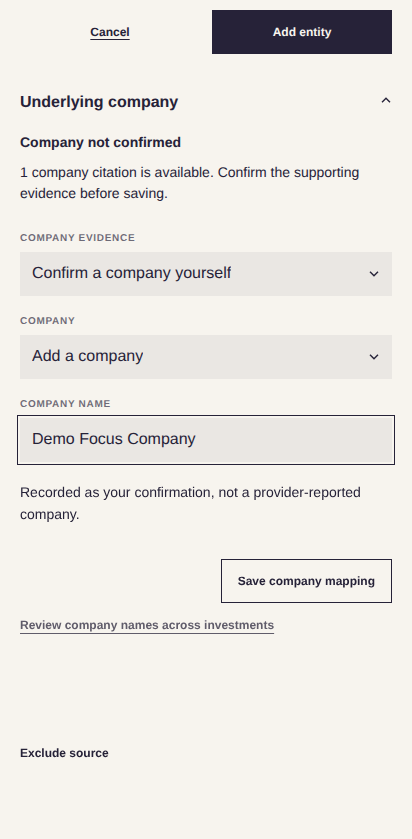 Cancel
Add entity
Underlying company
Company not confirmed
1 company citation is available. Confirm the supporting
evidence before saving.
COMPANY EVIDENCE
Confirm a company yourself
COMPANY
Add a company
COMPANY NAME
Demo Focus Company
Recorded as your confirmation, not a provider-reported
company.
Save company mapping
Review company names across investments
Exclude source